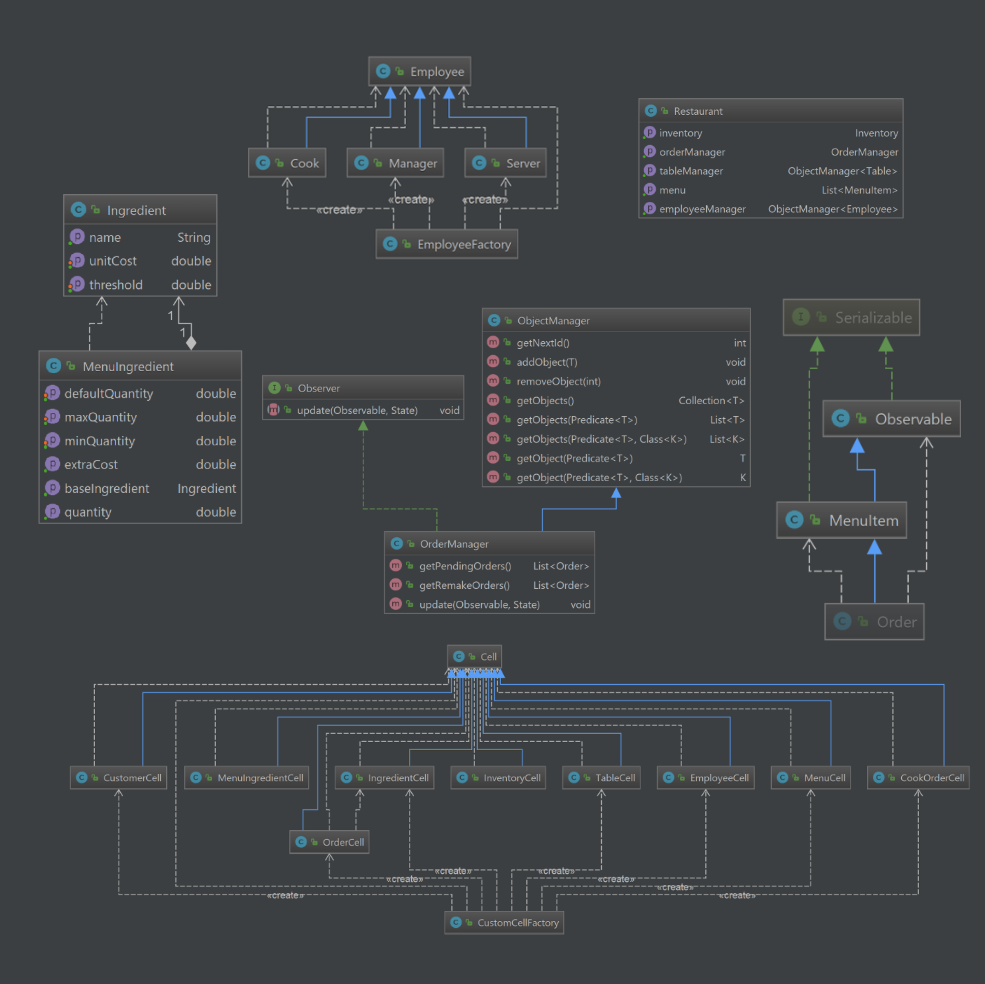 Employee
Cook
Manager
Server
«create»
«create»
«create»
EmployeeFactory
Restaurant
inventory Inventory
orderManager OrderManager
tableManager ObjectManager<Table>
menu List<MenuItem>
employeeManager ObjectManager<Employee>
Ingredient
name String
unitCost double
threshold double
1
1
MenuIngredient
defaultQuantity double
maxQuantity double
minQuantity double
extraCost double
baseIngredient Ingredient
quantity double
Observer
update(Observable, State) void
ObjectManager
getNextId() int
addObject(T) void
removeObject(int) void
getObjects() Collection<T>
getObjects(Predicate<T>) List<T>
getObjects(Predicate<T>, Class<K>) List<K>
getObject(Predicate<T>) T
getObject(Predicate<T>, Class<K>) K
OrderManager
getPendingOrders() List<Order>
getRemakeOrders() List<Order>
update(Observable, State) void
Serializable
Observable
MenuItem
Order
Cell
CustomerCell
MenuIngredientCell
IngredientCell
InventoryCell
TableCell
EmployeeCell
MenuCell
CookOrderCell
OrderCell
«create»
«create»
«create»
«create»
«create»
«create»
«create»
CustomCellFactory